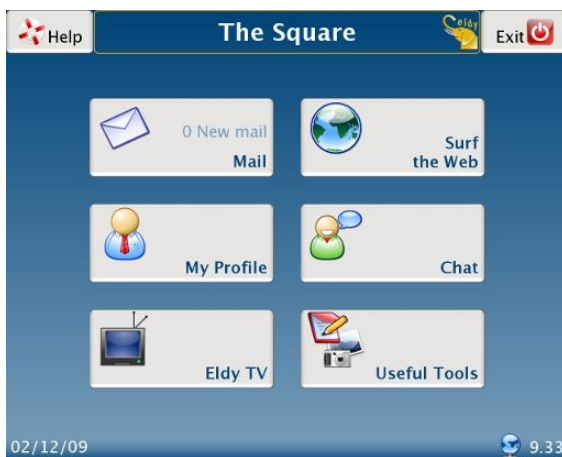 Help
The Square
eldy
Exit
0 New mail
Mail
Surf
the Web
My Profile
Chat
Eldy TV
Useful Tools
02/12/09
9.33